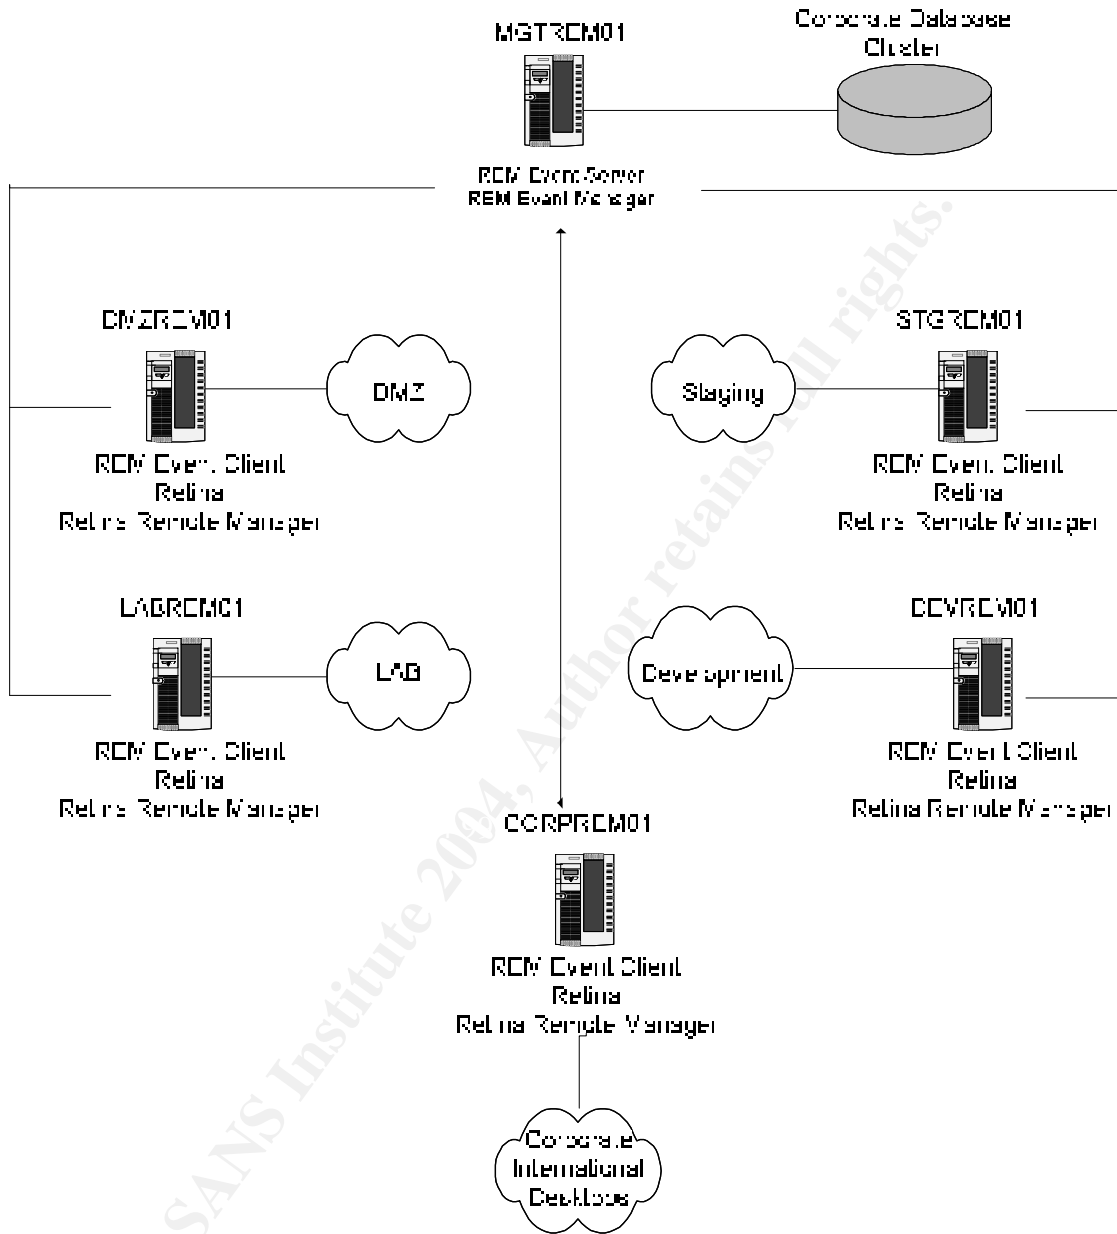 MGTREM01
Corporate Database
Cluster
REM Event Server
REM Event Manager
DMZREM01
DMZ
REM Event Client
Retina
Retina Remote Manager
STGREM01
Staging
REM Event Client
Retina
Retina Remote Manager
LABREM01
LAB
REM Event Client
Retina
Retina Remote Manager
DEVREM01
Development
REM Event Client
Retina
Retina Remote Manager
CORPREM01
REM Event Client
Retina
Retina Remote Manager
Corporate
International
Desktops
SANS Institute 2004, Author retains full rights.